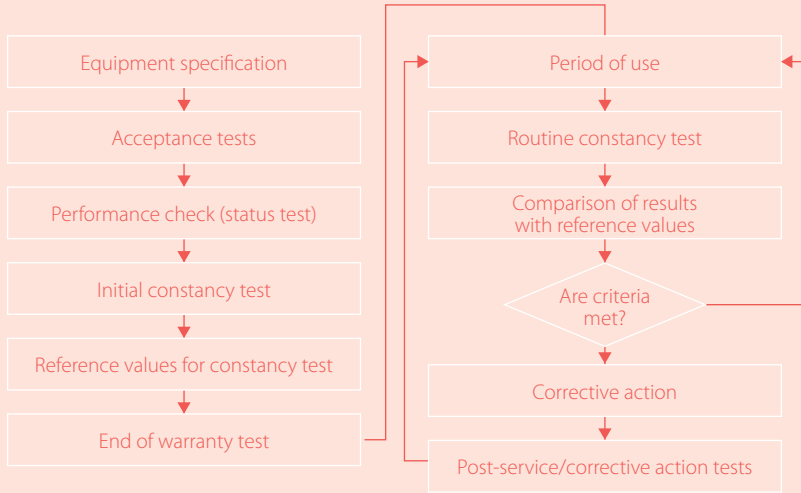 Equipment specification
Acceptance tests
Performance check (status test)
Initial constancy test
Reference values for constancy test
End of warranty test
Period of use
Routine constancy test
Comparison of results
with reference values
Are criteria
met?
Corrective action
Post-service/corrective action tests